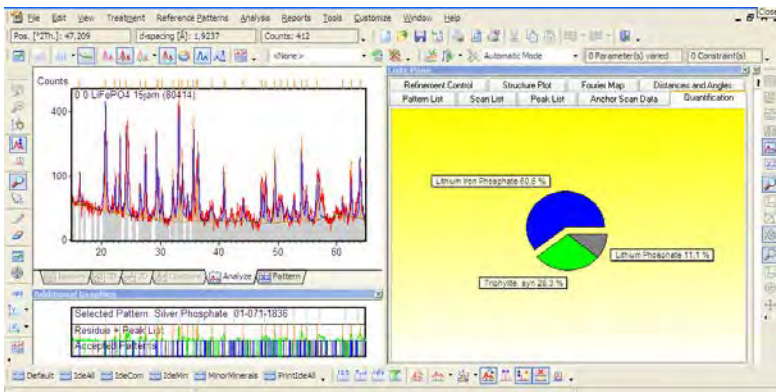 Close
File Edit View Treatment Reference Patterns Analysis Reports Tools Customize Window Help
Pos. [°2Th.]: 47,209 d-spacing [Å]: 1,9237 Counts: 412
<None> Automatic Mode 0 Parameter(s) varied 0 Constraint(s)
Counts
0 0 LiFePO4 15jam (80414)
400
100
0
20 30 40 50 60
Analyze Pattern
Refinement Control Structure Plot Fourier Map Distances and Angles
Pattern List Scan List Peak List Anchor Scan Data Quantification
Lithium Iron Phosphate 60,6 %
Lithium Phosphate 11,1 %
Triphylite, syn 28,3 %
Additional Graphics
Selected Pattern: Silver Phosphate 01-071-1836
Residue + Peak List
Accepted Patterns
Default IdeAll IdeCom IdeMin MinorMinerals PrintIdeAll